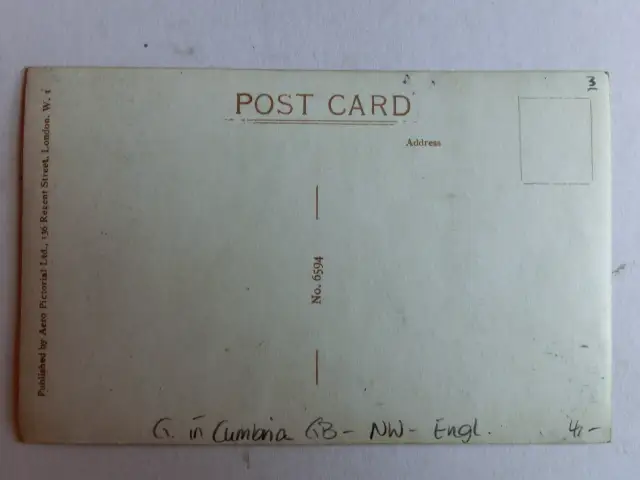 3
POST CARD
Address
Published by Aero Pictorial Ltd., 136 Regent Street, London, W. 1
No. 6594
G. in Cumbria GB - NW - Engl.
4,-